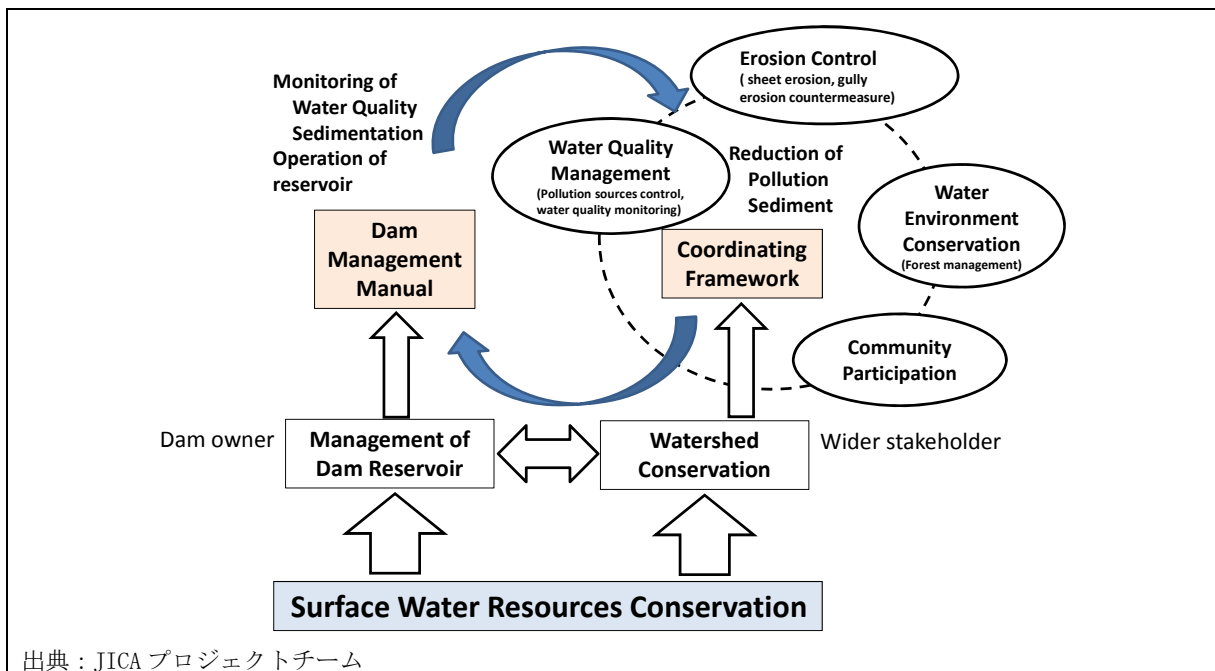 Monitoring of
Water Quality
Sedimentation
Operation of
reservoir
Erosion Control
( sheet erosion, gully
erosion countermeasure)
Water Quality
Management
(Pollution sources control,
water quality monitoring)
Reduction of
Pollution
Sediment
Water
Environment
Conservation
(Forest management)
Dam
Management
Manual
Coordinating
Framework
Community
Participation
Dam owner
Management of
Dam Reservoir
Watershed
Conservation
Wider stakeholder
Surface Water Resources Conservation
出典：JICA プロジェクトチーム